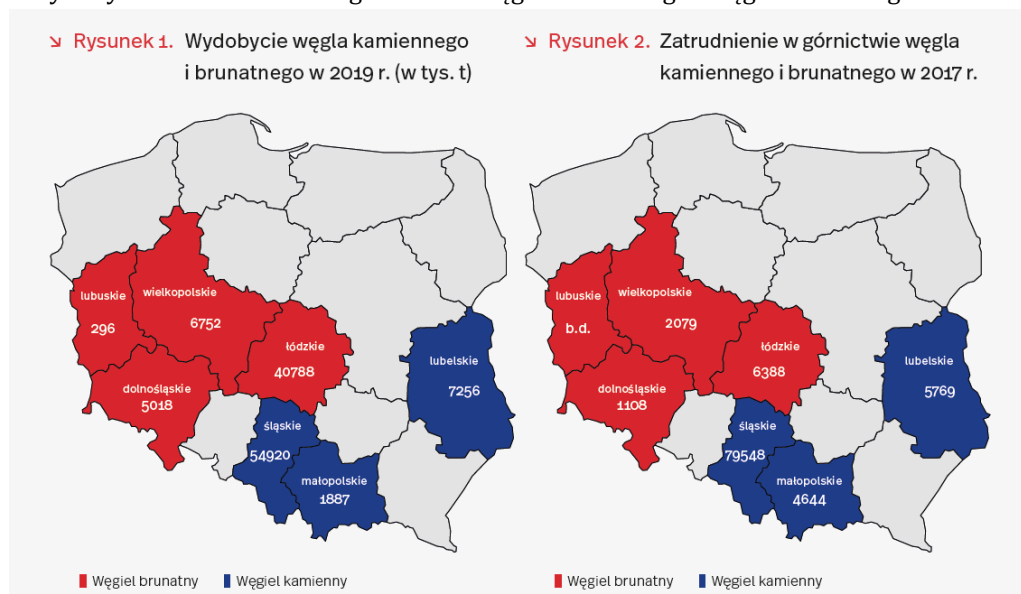 ↘ Rysunek 1. Wydobycie węgla kamiennego
i brunatnego w 2019 r. (w tys. t)
lubuskie
296
wielkopolskie
6752
łódzkie
40788
dolnośląskie
5018
lubelskie
7256
śląskie
54920
małopolskie
1887
Węgiel brunatny Węgiel kamienny
↘ Rysunek 2. Zatrudnienie w górnictwie węgla
kamiennego i brunatnego w 2017 r.
lubuskie
b.d.
wielkopolskie
2079
łódzkie
6388
dolnośląskie
1108
lubelskie
5769
śląskie
79548
małopolskie
4644
Węgiel brunatny Węgiel kamienny